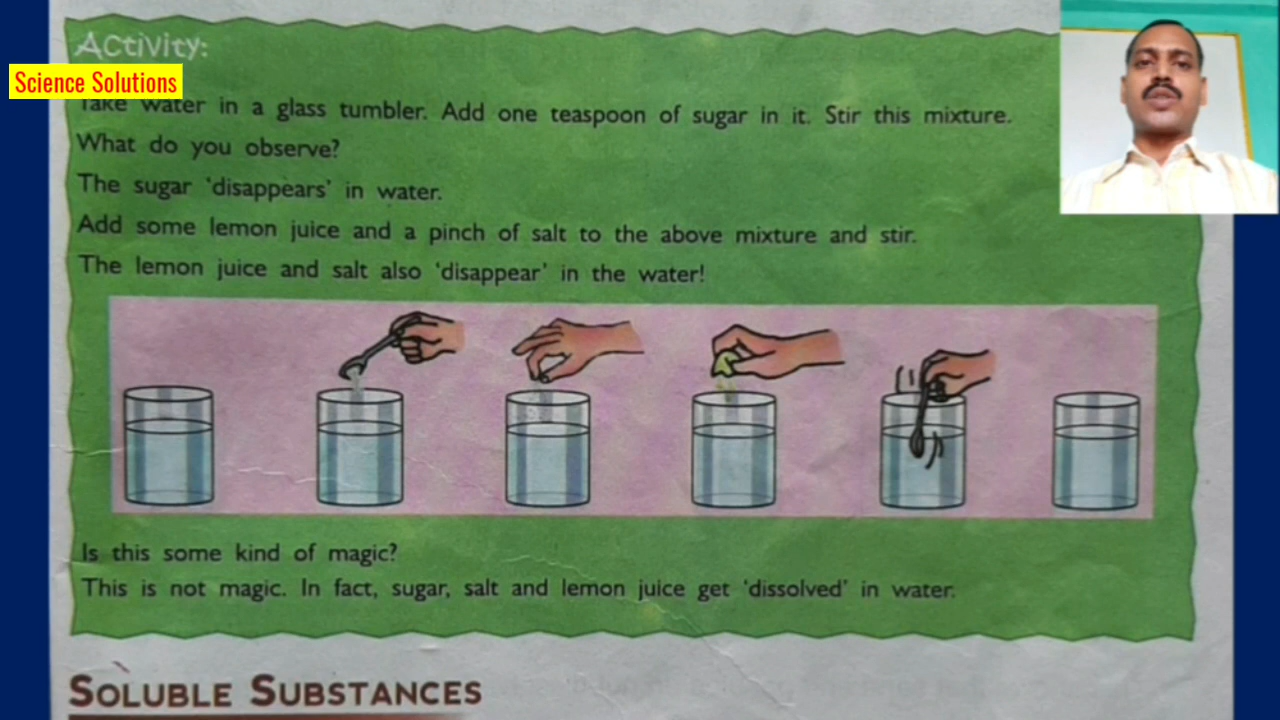 Activity:
Science Solutions
Take water in a glass tumbler. Add one teaspoon of sugar in it. Stir this mixture.
What do you observe?
The sugar 'disappears' in water.
Add some lemon juice and a pinch of salt to the above mixture and stir.
The lemon juice and salt also 'disappear' in the water!
Is this some kind of magic?
This is not magic. In fact, sugar, salt and lemon juice get 'dissolved' in water.
SOLUBLE SUBSTANCES